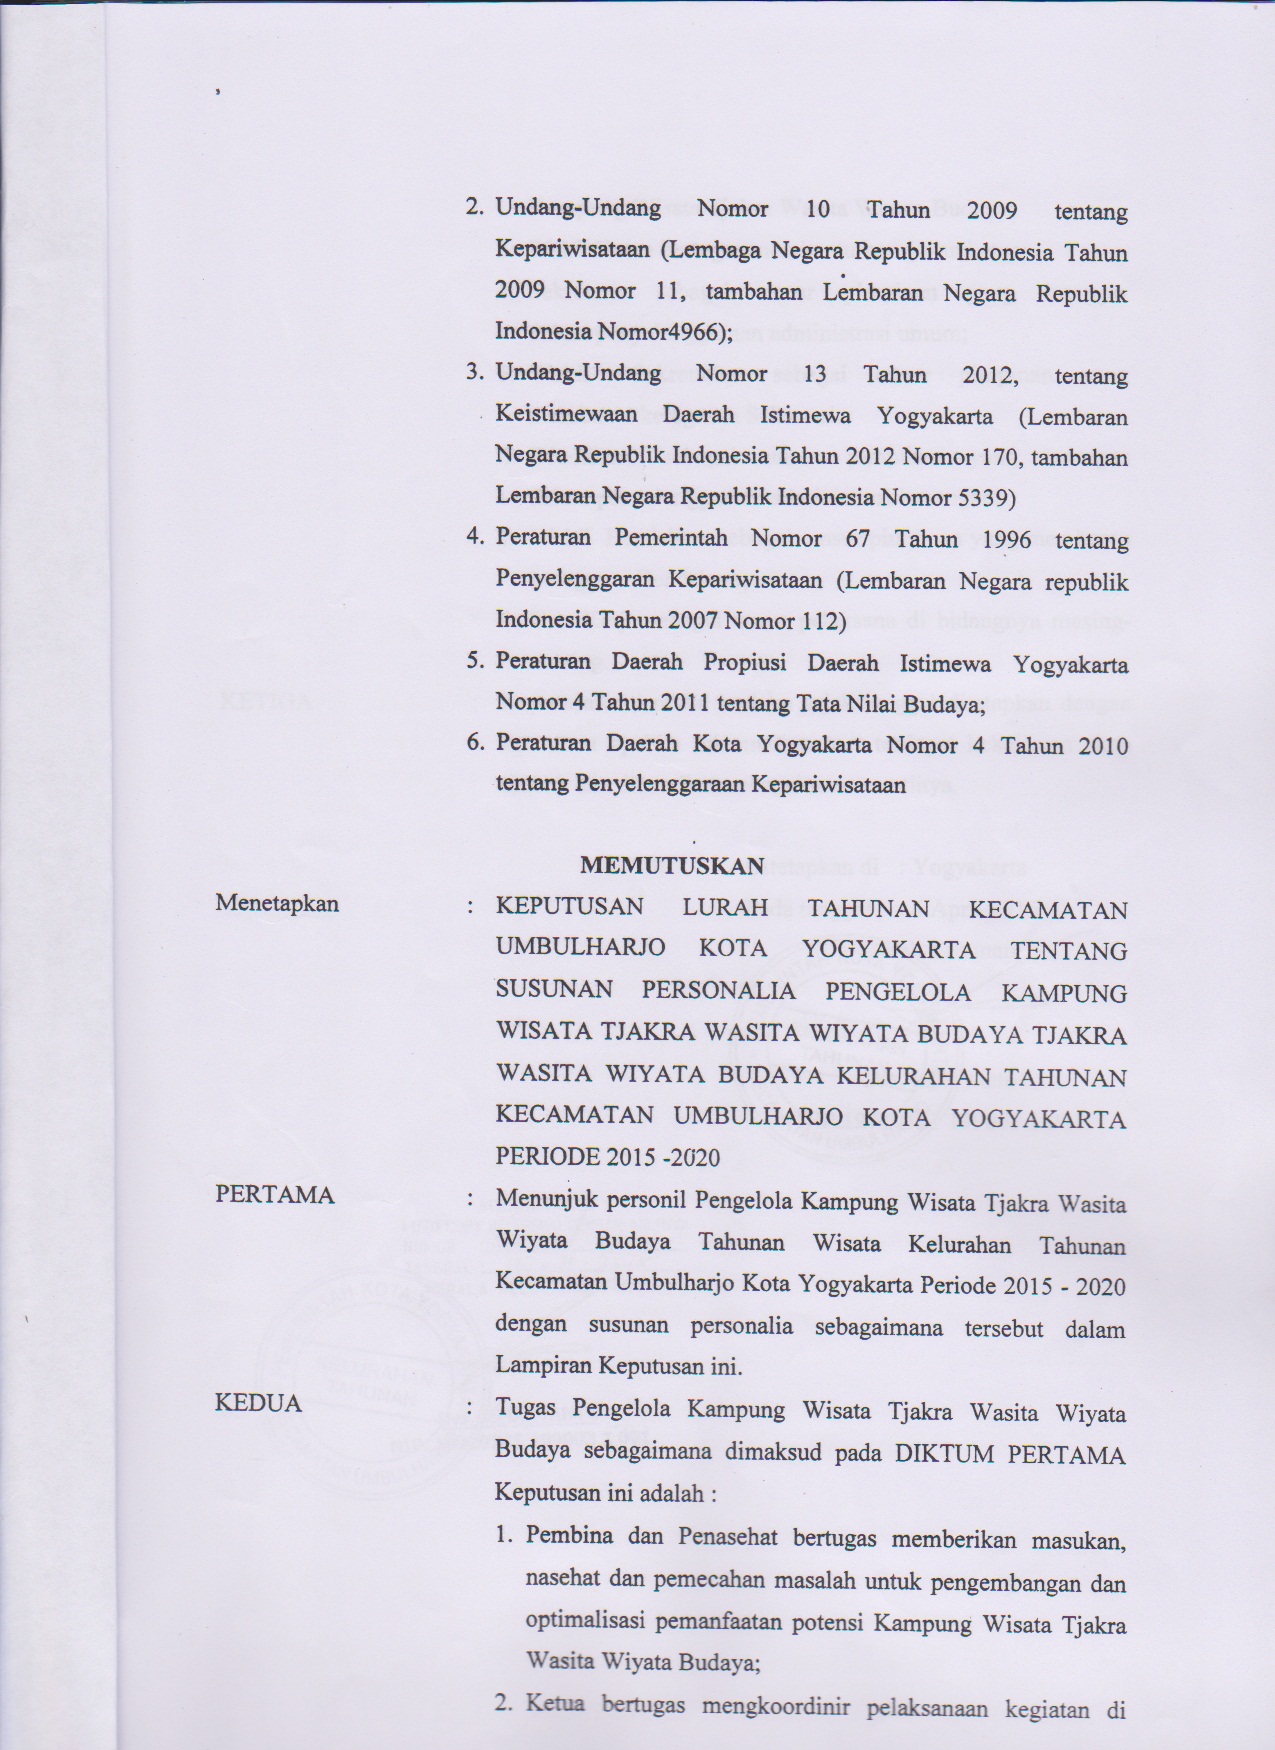 2. Undang-Undang Nomor 10 Tahun 2009 tentang
Kepariwisataan (Lembaga Negara Republik Indonesia Tahun
2009 Nomor 11, tambahan Lembaran Negara Republik
Indonesia Nomor4966);
3. Undang-Undang Nomor 13 Tahun 2012, tentang
Keistimewaan Daerah Istimewa Yogyakarta (Lembaran
Negara Republik Indonesia Tahun 2012 Nomor 170, tambahan
Lembaran Negara Republik Indonesia Nomor 5339)
4. Peraturan Pemerintah Nomor 67 Tahun 1996 tentang
Penyelenggaran Kepariwisataan (Lembaran Negara republik
Indonesia Tahun 2007 Nomor 112)
5. Peraturan Daerah Propiusi Daerah Istimewa Yogyakarta
Nomor 4 Tahun 2011 tentang Tata Nilai Budaya;
6. Peraturan Daerah Kota Yogyakarta Nomor 4 Tahun 2010
tentang Penyelenggaraan Kepariwisataan
MEMUTUSKAN
Menetapkan : KEPUTUSAN LURAH TAHUNAN KECAMATAN
UMBULHARJO KOTA YOGYAKARTA TENTANG
SUSUNAN PERSONALIA PENGELOLA KAMPUNG
WISATA TJAKRA WASITA WIYATA BUDAYA TJAKRA
WASITA WIYATA BUDAYA KELURAHAN TAHUNAN
KECAMATAN UMBULHARJO KOTA YOGYAKARTA
PERIODE 2015 -2020
PERTAMA : Menunjuk personil Pengelola Kampung Wisata Tjakra Wasita
Wiyata Budaya Tahunan Wisata Kelurahan Tahunan
Kecamatan Umbulharjo Kota Yogyakarta Periode 2015 - 2020
dengan susunan personalia sebagaimana tersebut dalam
Lampiran Keputusan ini.
KEDUA : Tugas Pengelola Kampung Wisata Tjakra Wasita Wiyata
Budaya sebagaimana dimaksud pada DIKTUM PERTAMA
Keputusan ini adalah :
1. Pembina dan Penasehat bertugas memberikan masukan,
nasehat dan pemecahan masalah untuk pengembangan dan
optimalisasi pemanfaatan potensi Kampung Wisata Tjakra
Wasita Wiyata Budaya;
2. Ketua bertugas mengkoordinir pelaksanaan kegiatan di